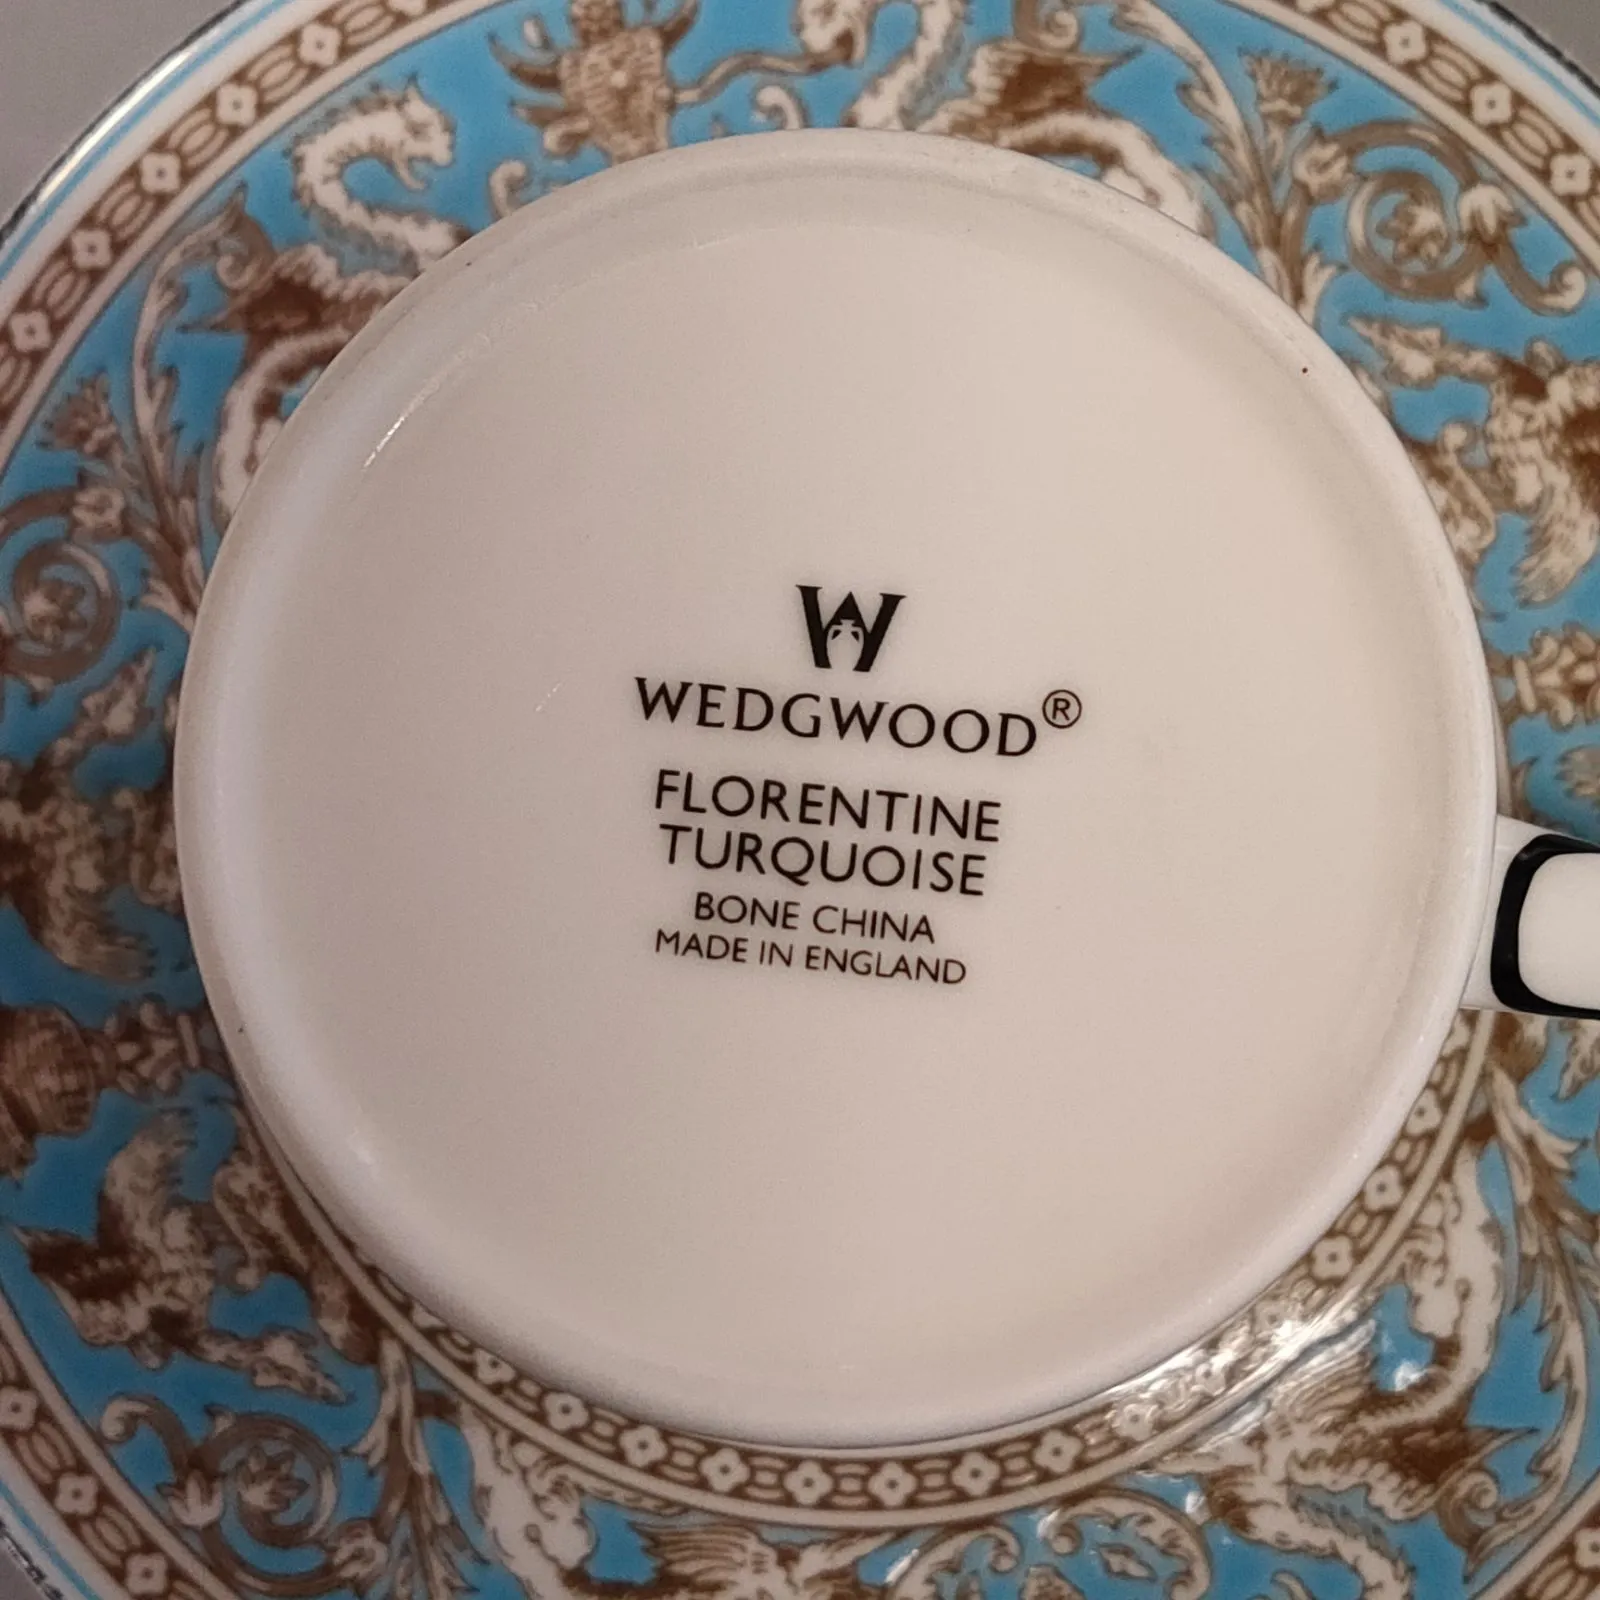 W
WEDGWOOD®
FLORENTINE
TURQUOISE
BONE CHINA
MADE IN ENGLAND